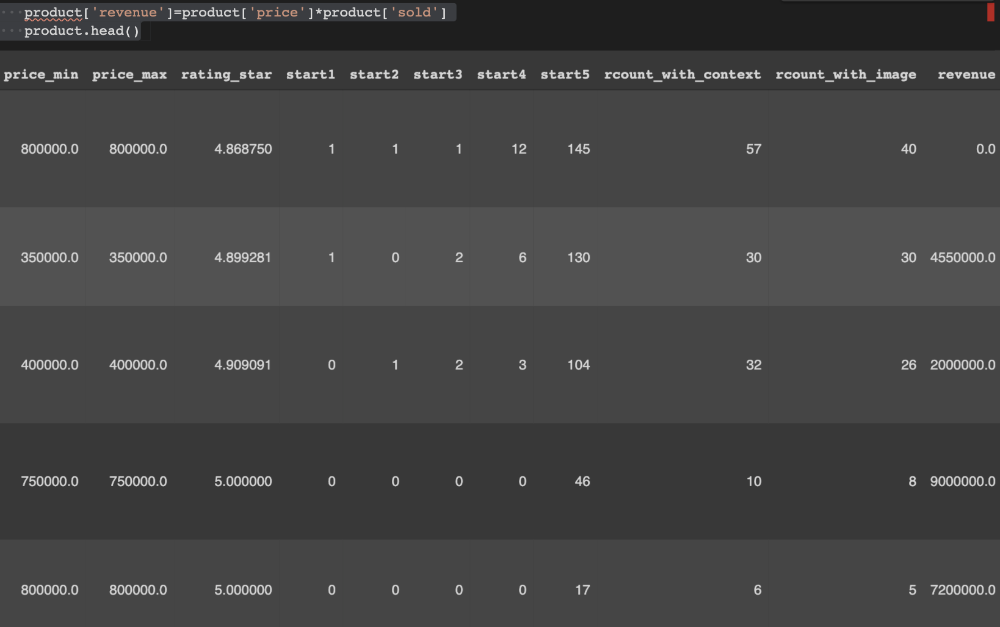 product['revenue']=product['price']*product['sold']
product.head()
price_min price_max rating_star start1 start2 start3 start4 start5 rcount_with_context rcount_with_image revenue
800000.0 800000.0 4.868750 1 1 1 12 145 57 40 0.0
350000.0 350000.0 4.899281 1 0 2 6 130 30 30 4550000.0
400000.0 400000.0 4.909091 0 1 2 3 104 32 26 2000000.0
750000.0 750000.0 5.000000 0 0 0 0 46 10 8 9000000.0
800000.0 800000.0 5.000000 0 0 0 0 17 6 5 7200000.0